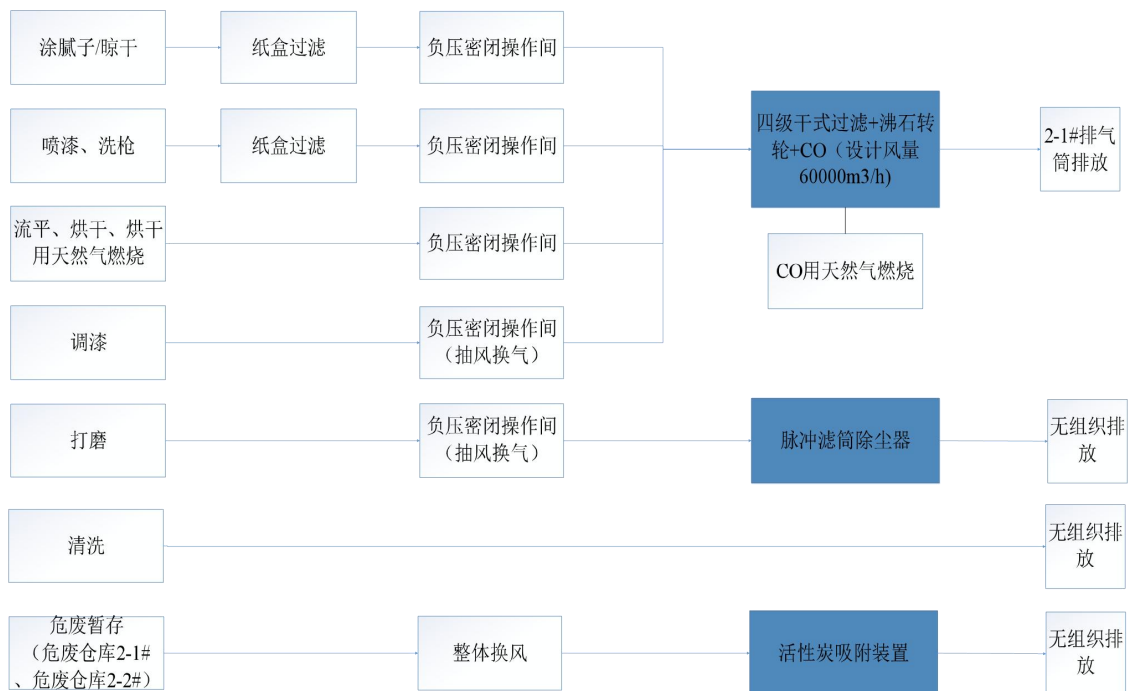 涂腻子/晾干
纸盒过滤
负压密闭操作间
喷漆、洗枪
纸盒过滤
负压密闭操作间
四级干式过滤+沸石转
轮+CO（设计风量
60000m3/h)
2-1#排气
筒排放
流平、烘干、烘干
用天然气燃烧
负压密闭操作间
CO用天然气燃烧
调漆
负压密闭操作间
（抽风换气）
打磨
负压密闭操作间
（抽风换气）
脉冲滤筒除尘器
无组织排
放
清洗
无组织排
放
危废暂存
（危废仓库2-1#
、危废仓库2-2#）
整体换风
活性炭吸附装置
无组织排
放